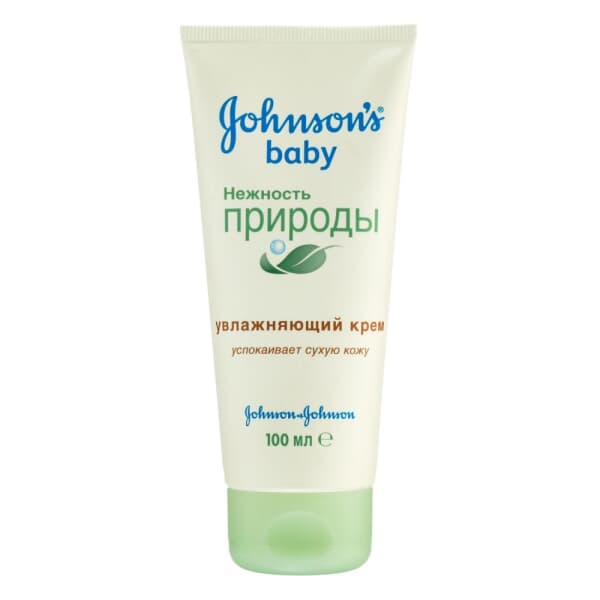 Johnson's®
baby
Нежность
природы
увлажняющий крем
успокаивает сухую кожу
Johnson+Johnson
100 мл ℮